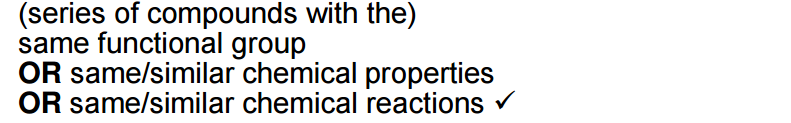 (series of compounds with the)
same functional group
OR same/similar chemical properties
OR same/similar chemical reactions ✓